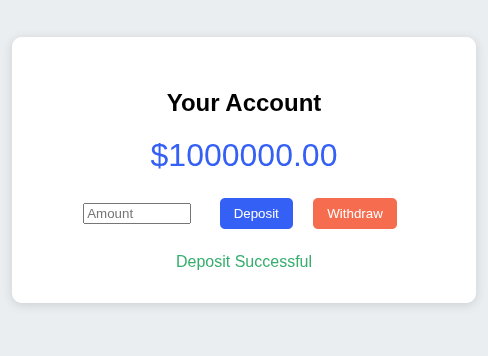 Your Account
$1000000.00
Amount Deposit Withdraw
Deposit Successful